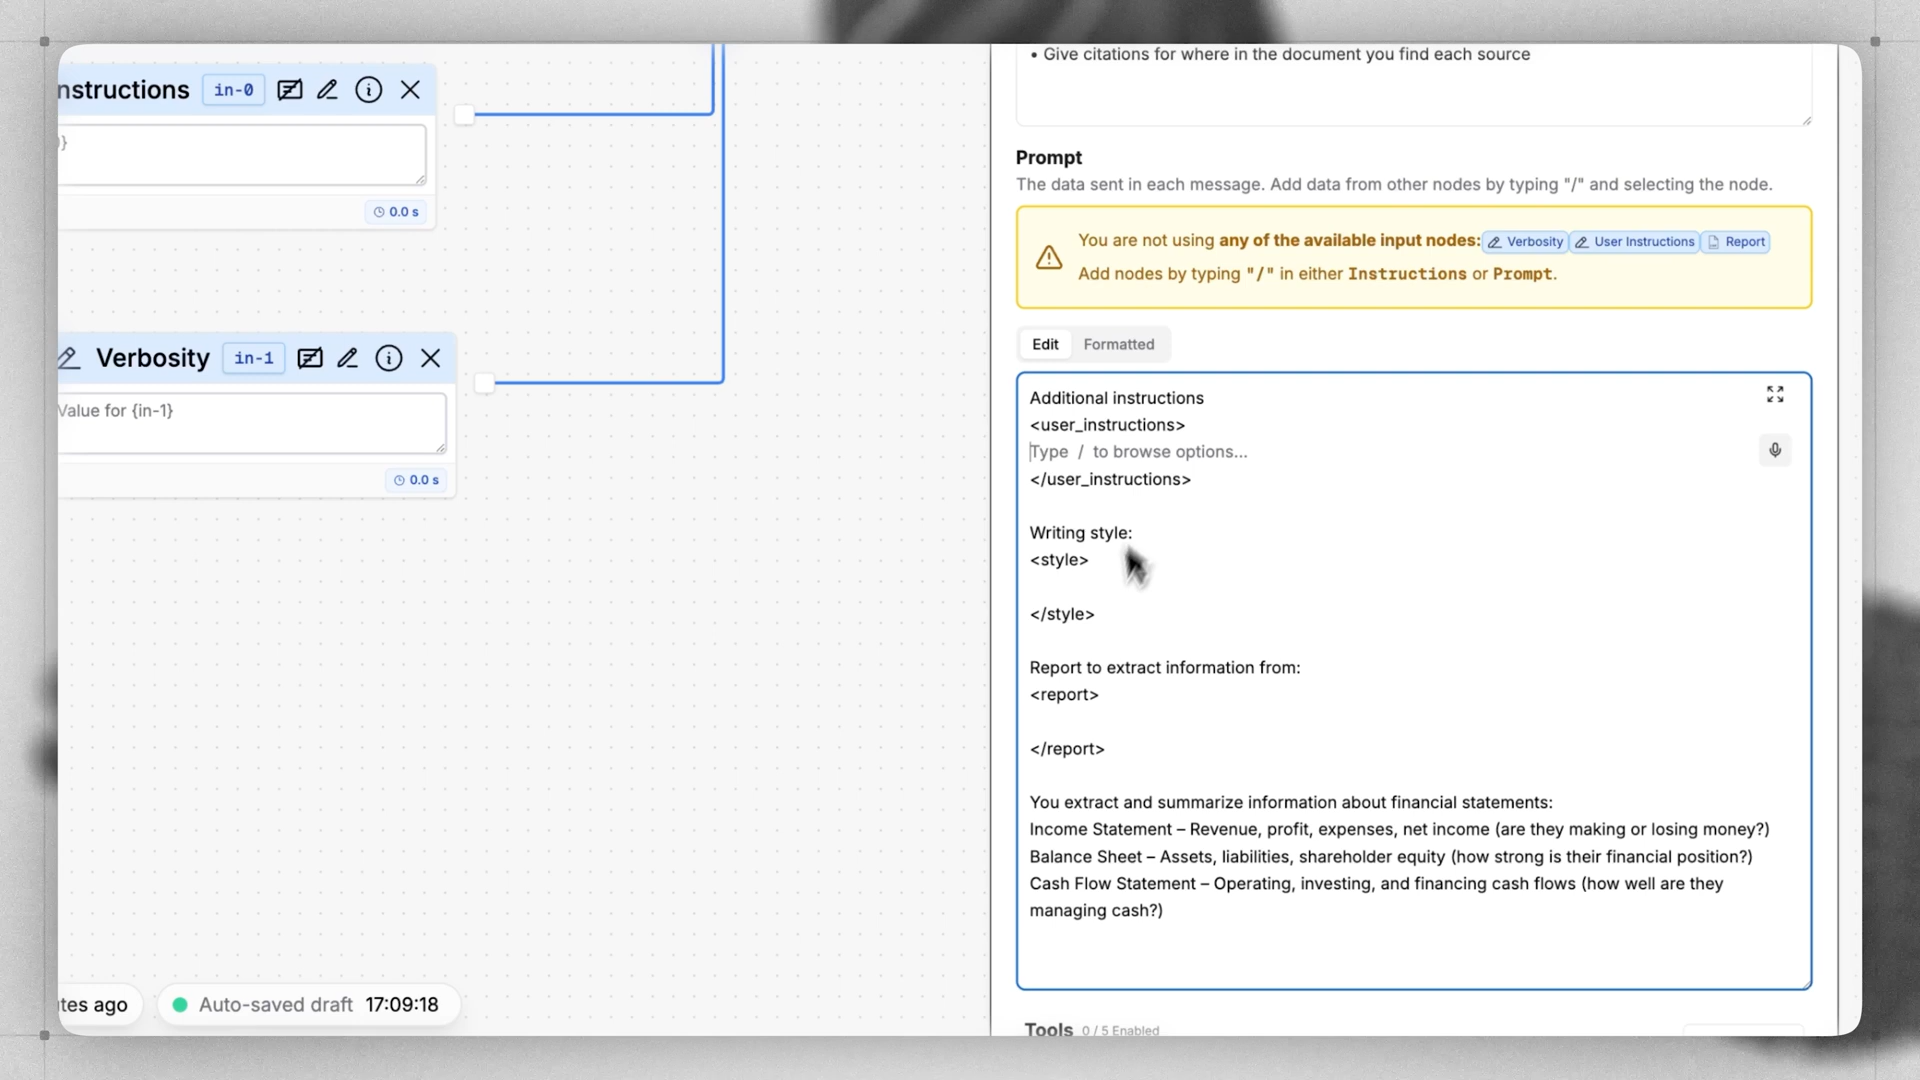 nstructions in-0
0}
0.0 s
Verbosity in-1
Value for {in-1}
0.0 s
tes ago
Auto-saved draft 17:09:18
• Give citations for where in the document you find each source
Prompt
The data sent in each message. Add data from other nodes by typing "/" and selecting the node.
You are not using any of the available input nodes: Verbosity User Instructions Report
Add nodes by typing "/" in either Instructions or Prompt.
Edit Formatted
Additional instructions
<user_instructions>
Type / to browse options...
</user_instructions>
Writing style:
<style>
</style>
Report to extract information from:
<report>
</report>
You extract and summarize information about financial statements:
Income Statement – Revenue, profit, expenses, net income (are they making or losing money?)
Balance Sheet – Assets, liabilities, shareholder equity (how strong is their financial position?)
Cash Flow Statement – Operating, investing, and financing cash flows (how well are they
managing cash?)
Tools 0 / 5 Enabled